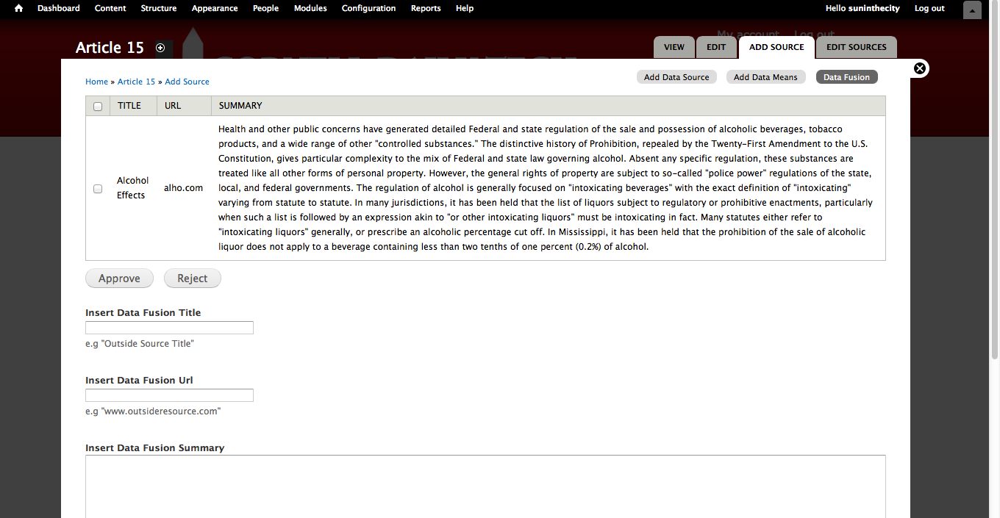 Dashboard Content Structure Appearance People Modules Configuration Reports Help Hello suninthecity Log out
My account Log out
Article 15 VIEW EDIT ADD SOURCE EDIT SOURCES
Home » Article 15 » Add Source Add Data Source Add Data Means Data Fusion
TITLE URL SUMMARY
Alcohol
Effects
alho.com
Health and other public concerns have generated detailed Federal and state regulation of the sale and possession of alcoholic beverages, tobacco
products, and a wide range of other "controlled substances." The distinctive history of Prohibition, repealed by the Twenty-First Amendment to the U.S.
Constitution, gives particular complexity to the mix of Federal and state law governing alcohol. Absent any specific regulation, these substances are
treated like all other forms of personal property. However, the general rights of property are subject to so-called "police power" regulations of the state,
local, and federal governments. The regulation of alcohol is generally focused on "intoxicating beverages" with the exact definition of "intoxicating"
varying from statute to statute. In many jurisdictions, it has been held that the list of liquors subject to regulatory or prohibitive enactments, particularly
when such a list is followed by an expression akin to "or other intoxicating liquors" must be intoxicating in fact. Many statutes either refer to
"intoxicating liquors" generally, or prescribe an alcoholic percentage cut off. In Mississippi, it has been held that the prohibition of the sale of alcoholic
liquor does not apply to a beverage containing less than two tenths of one percent (0.2%) of alcohol.
Approve Reject
Insert Data Fusion Title
e.g "Outside Source Title"
Insert Data Fusion Url
e.g "www.outsideresource.com"
Insert Data Fusion Summary